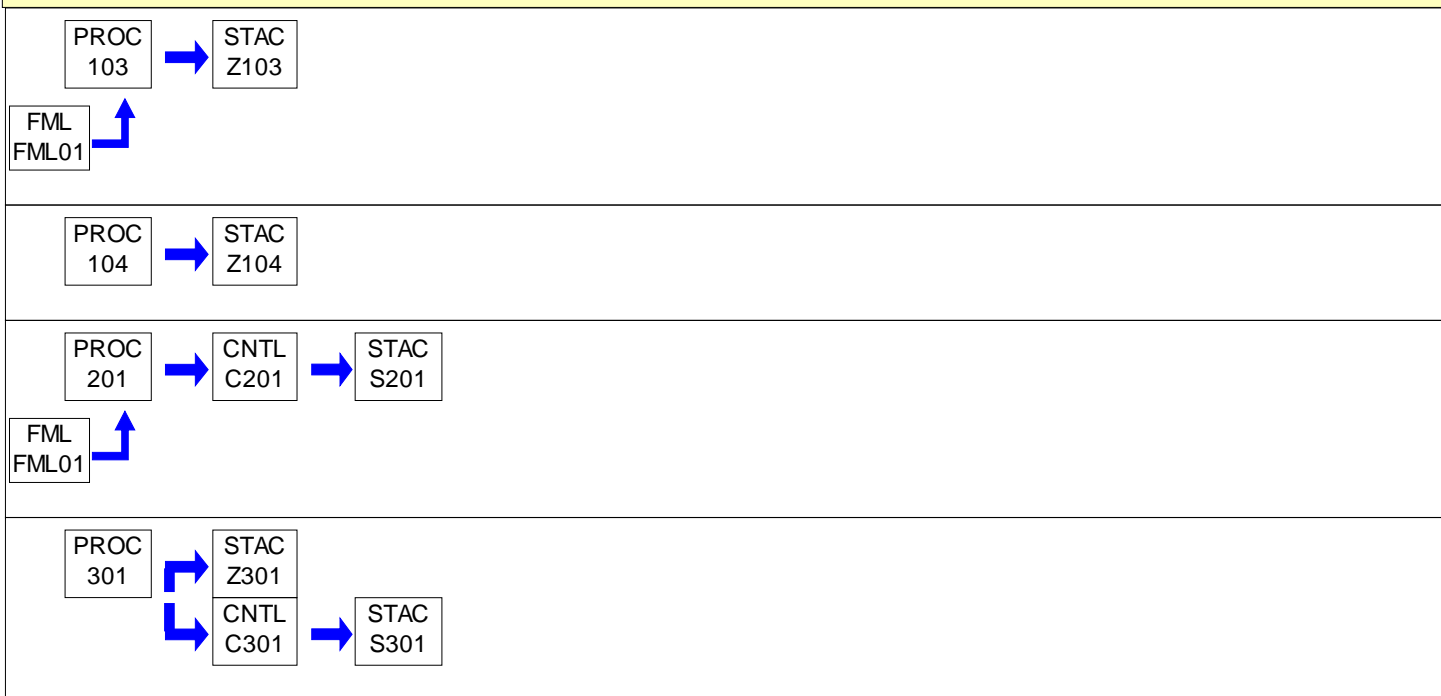 PROC
103
STAC
Z103
FML
FML01
PROC
104
STAC
Z104
PROC
201
CNTL
C201
STAC
S201
FML
FML01
PROC
301
STAC
Z301
CNTL
C301
STAC
S301